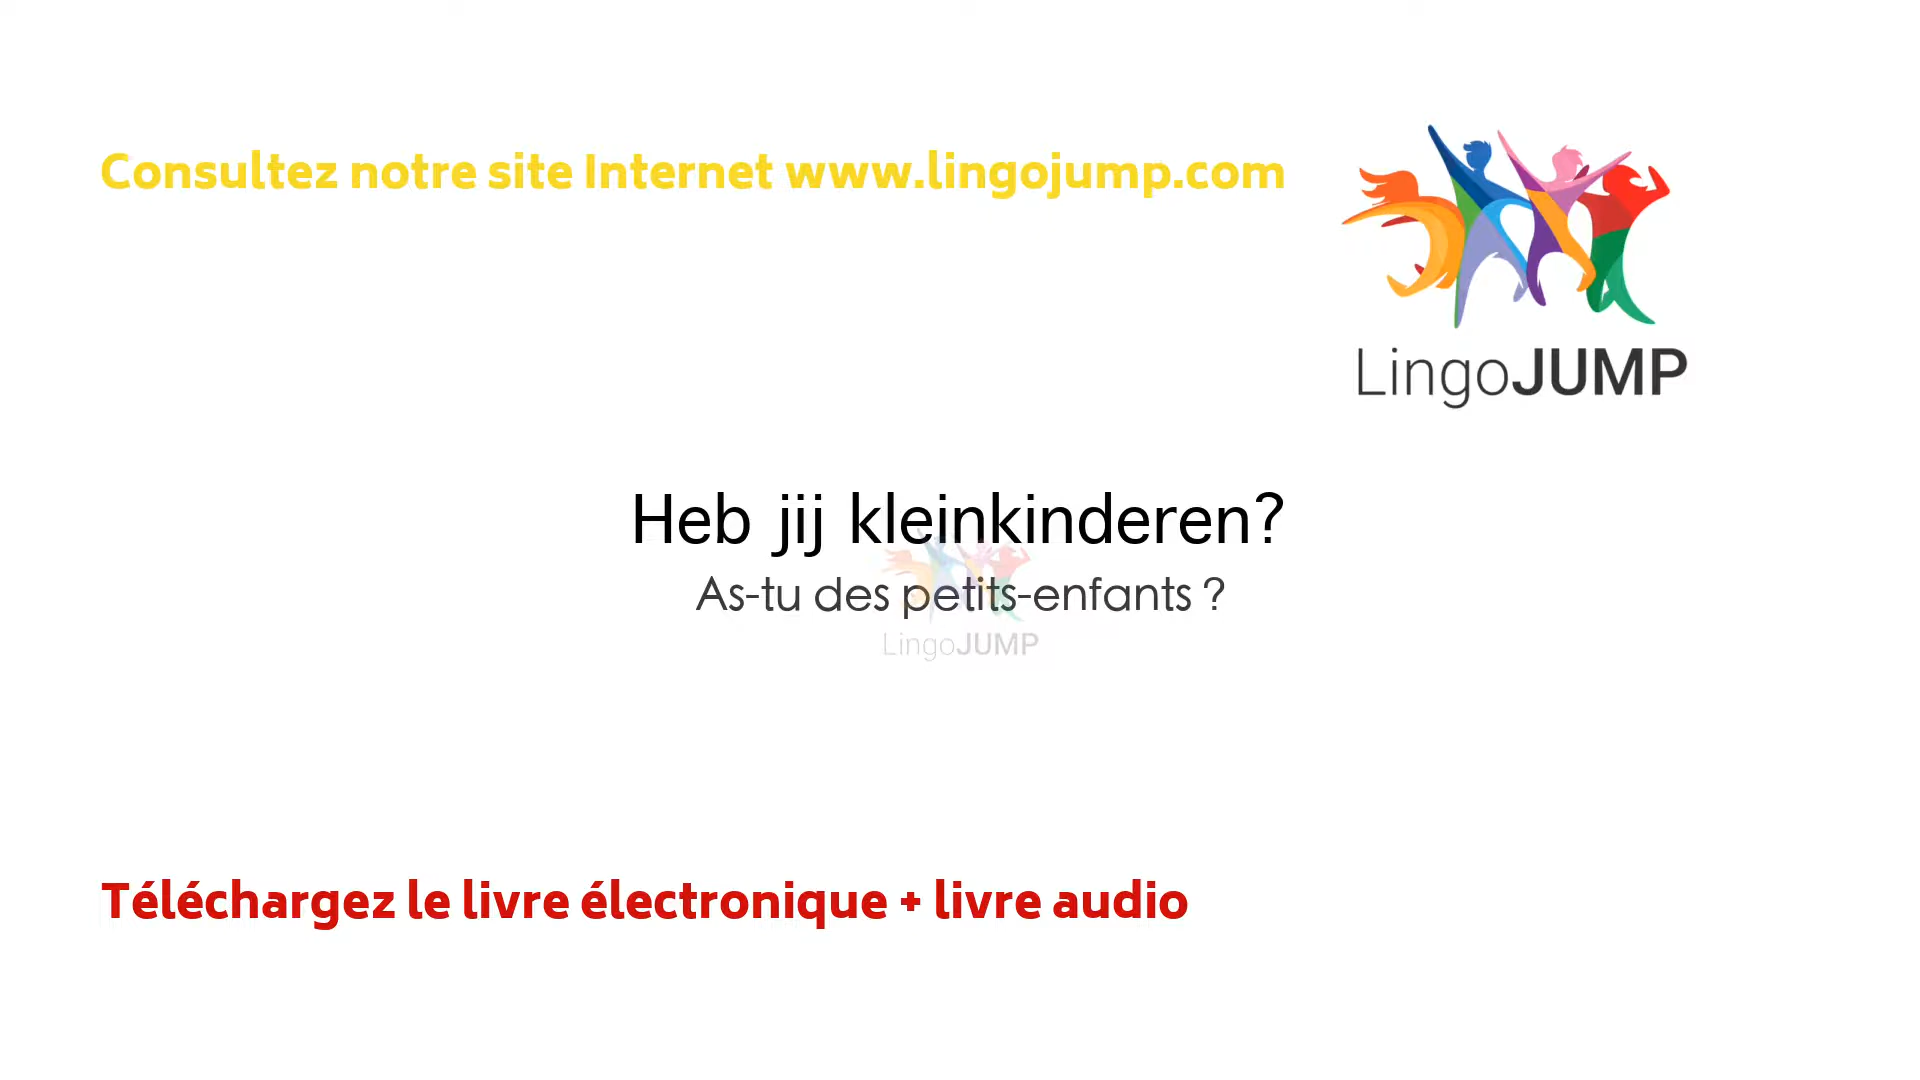 Consultez notre site Internet www.lingojump.com
LingoJUMP
Heb jij kleinkinderen?
As-tu des petits-enfants ?
LingoJUMP
Téléchargez le livre électronique + livre audio